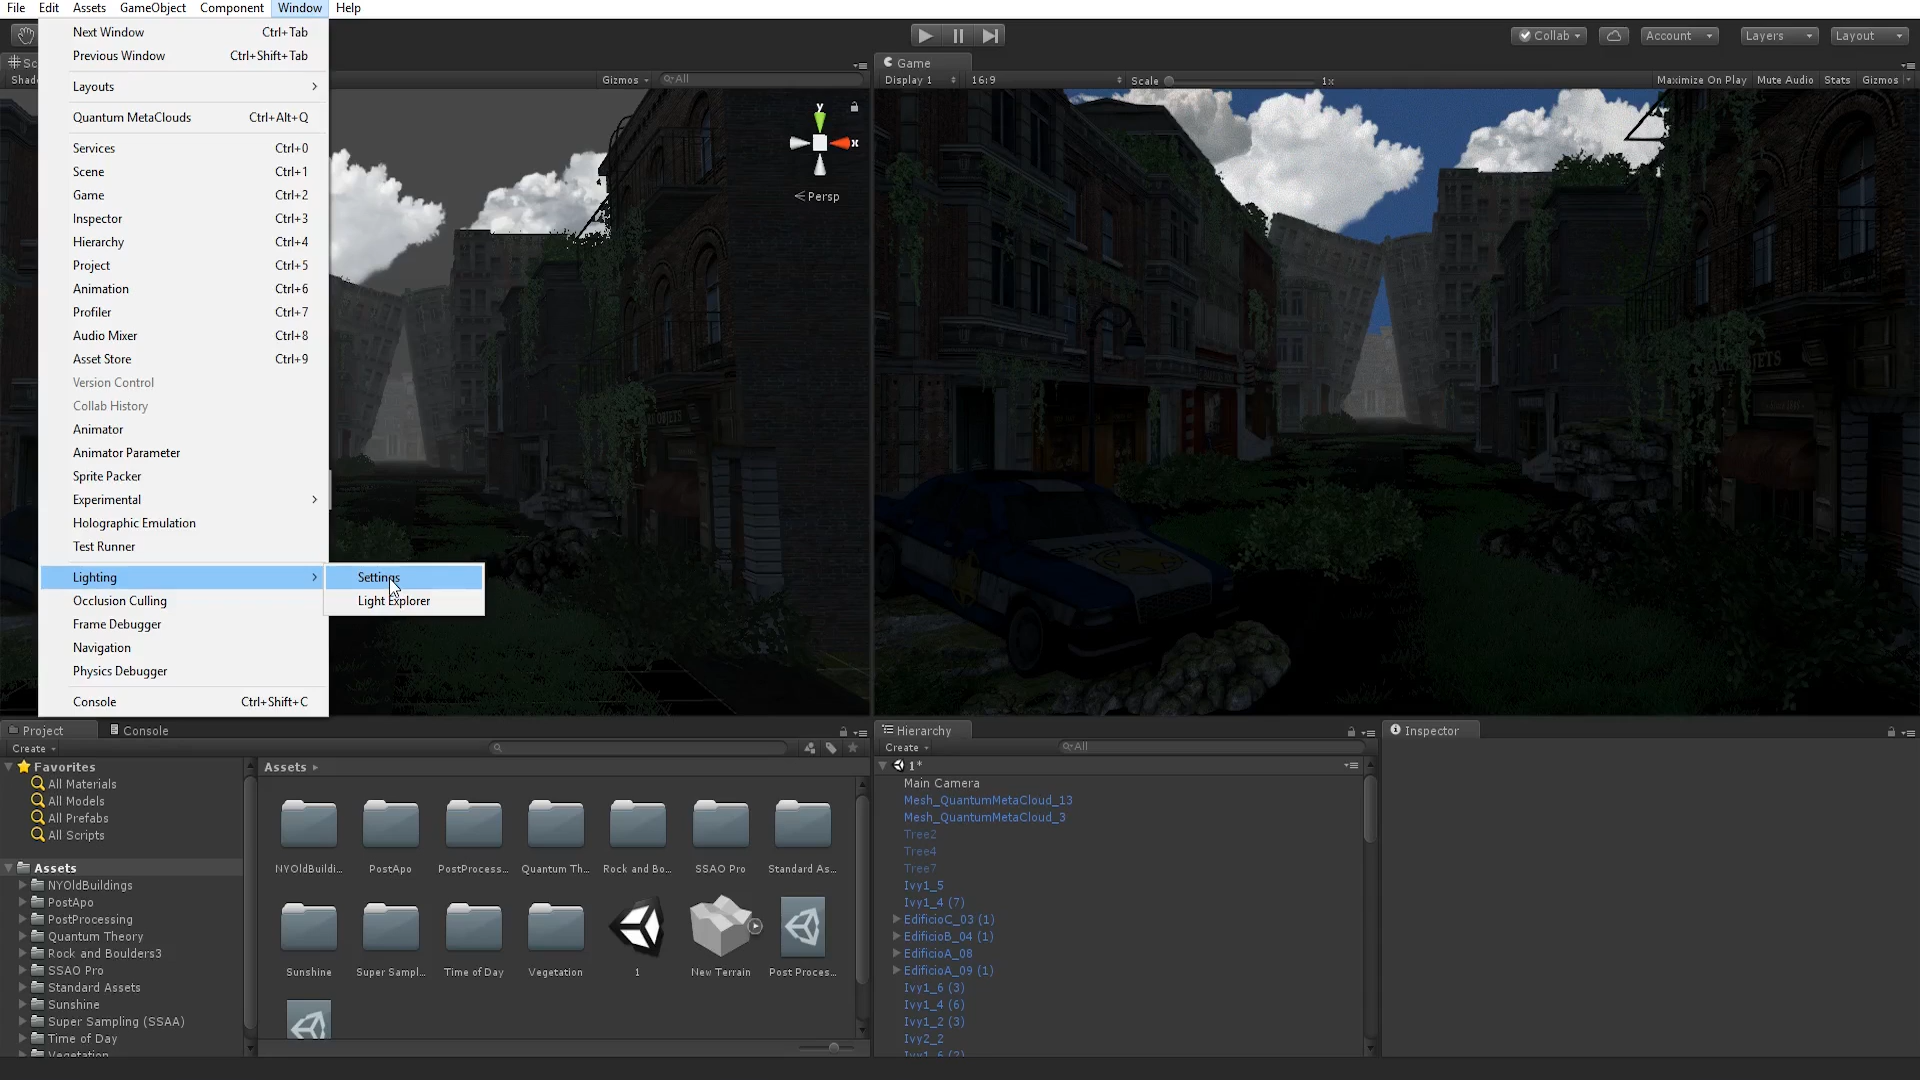 File Edit Assets GameObject Component Window Help
Next Window Ctrl+Tab
Previous Window Ctrl+Shift+Tab
Layouts
Quantum MetaClouds Ctrl+Alt+Q
Services Ctrl+0
Scene Ctrl+1
Game Ctrl+2
Inspector Ctrl+3
Hierarchy Ctrl+4
Project Ctrl+5
Animation Ctrl+6
Profiler Ctrl+7
Audio Mixer Ctrl+8
Asset Store Ctrl+9
Version Control
Collab History
Animator
Animator Parameter
Sprite Packer
Experimental
Holographic Emulation
Test Runner
Lighting
Occlusion Culling
Frame Debugger
Navigation
Physics Debugger
Console Ctrl+Shift+C
Settings
Light Explorer
Collab Account Layers Layout
Sc
Shad
Gizmos All
y
x
Persp
Game
Display 1 16:9 Scale 1x Maximize On Play Mute Audio Stats Gizmos
Project Console
Create
Favorites
All Materials
All Models
All Prefabs
All Scripts
Assets
NYOldBuildings
PostApo
PostProcessing
Quantum Theory
Rock and Boulders3
SSAO Pro
Standard Assets
Sunshine
Super Sampling (SSAA)
Time of Day
Vegetation
Assets
NYOldBuildi... PostApo PostProcess... Quantum Th... Rock and Bo... SSAO Pro Standard As...
Sunshine Super Sampl... Time of Day Vegetation 1 New Terrain Post Proces...
Hierarchy
Create All
1*
Main Camera
Mesh_QuantumMetaCloud_13
Mesh_QuantumMetaCloud_3
Tree2
Tree4
Tree7
Ivy1_5
Ivy1_4 (7)
EdificioC_03 (1)
EdificioB_04 (1)
EdificioA_08
EdificioA_09 (1)
Ivy1_6 (3)
Ivy1_4 (6)
Ivy1_2 (3)
Ivy2_2
Ivy1_6 (2)
Inspector